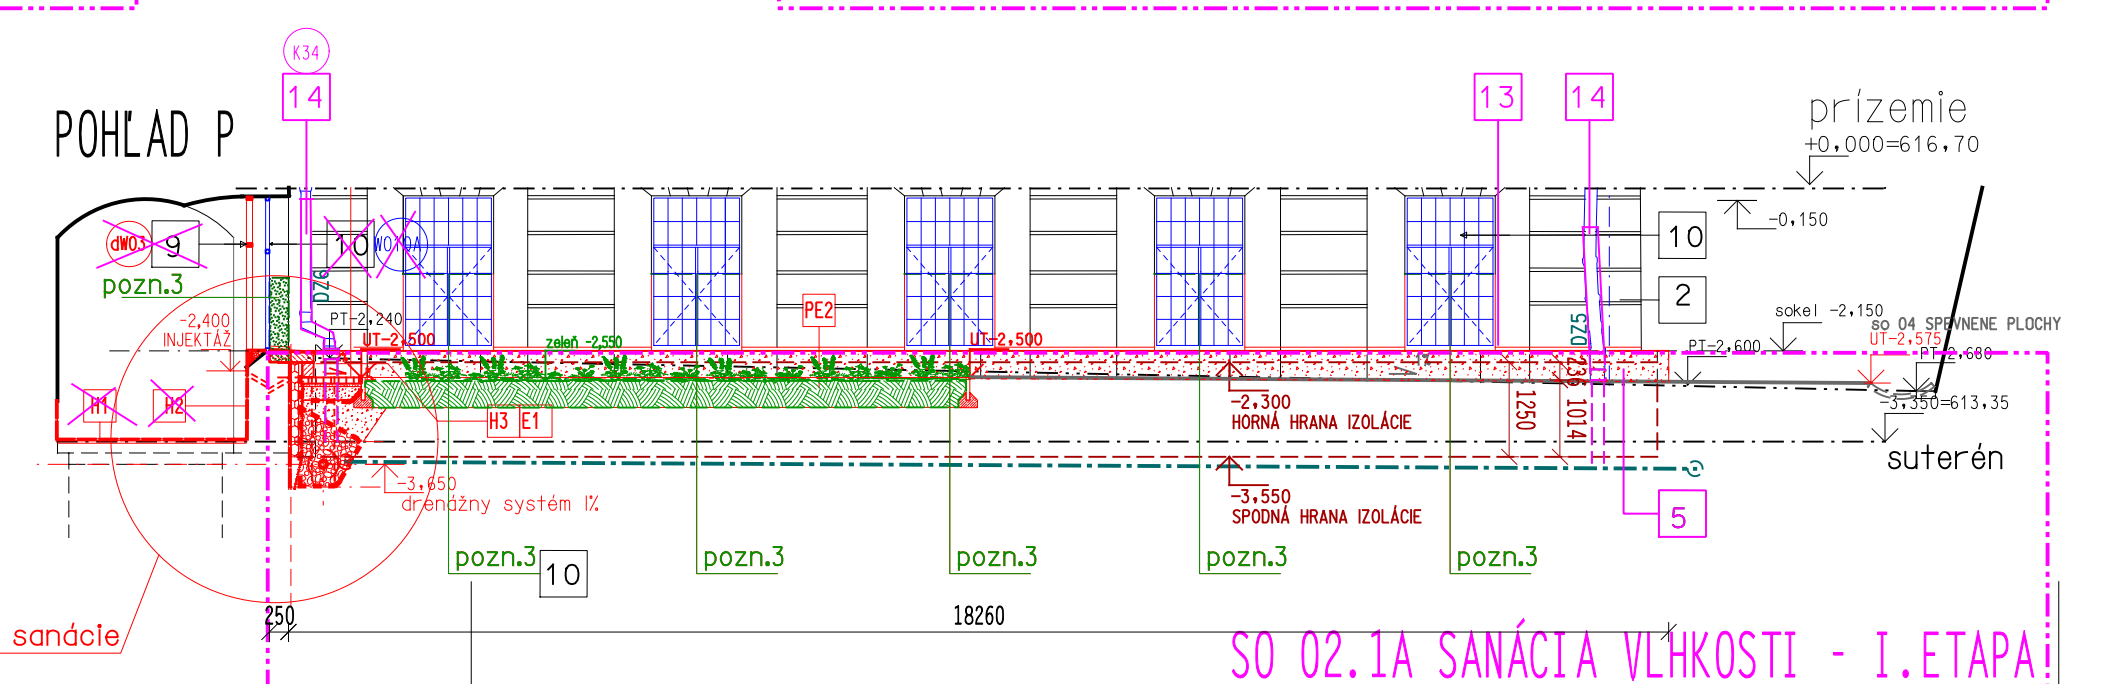 K34
14
13
14
POHĽAD P
prízemie
+0,000=616,70
-0,150
dW03
9
10
W010A
10
pozn.3
DZ6
2
PE2
-2,400
INJEKTÁŽ
PT-2,240
UT-2,500
zeleň -2,550
UT-2,500
DZ5
sokel -2,150
so 04 SPEVNENE PLOCHY
UT-2,575
PT-2,600
PT-2,680
H1
H2
H3 E1
-2,300
HORNÁ HRANA IZOLÁCIE
1250
236
1014
-3,350=613,35
suterén
-3,650
drenážny systém 1%
-3,550
SPODNÁ HRANA IZOLÁCIE
5
pozn.3
10
pozn.3
pozn.3
pozn.3
pozn.3
250
18260
sanácie
SO 02.1A SANÁCIA VLHKOSTI - I.ETAPA